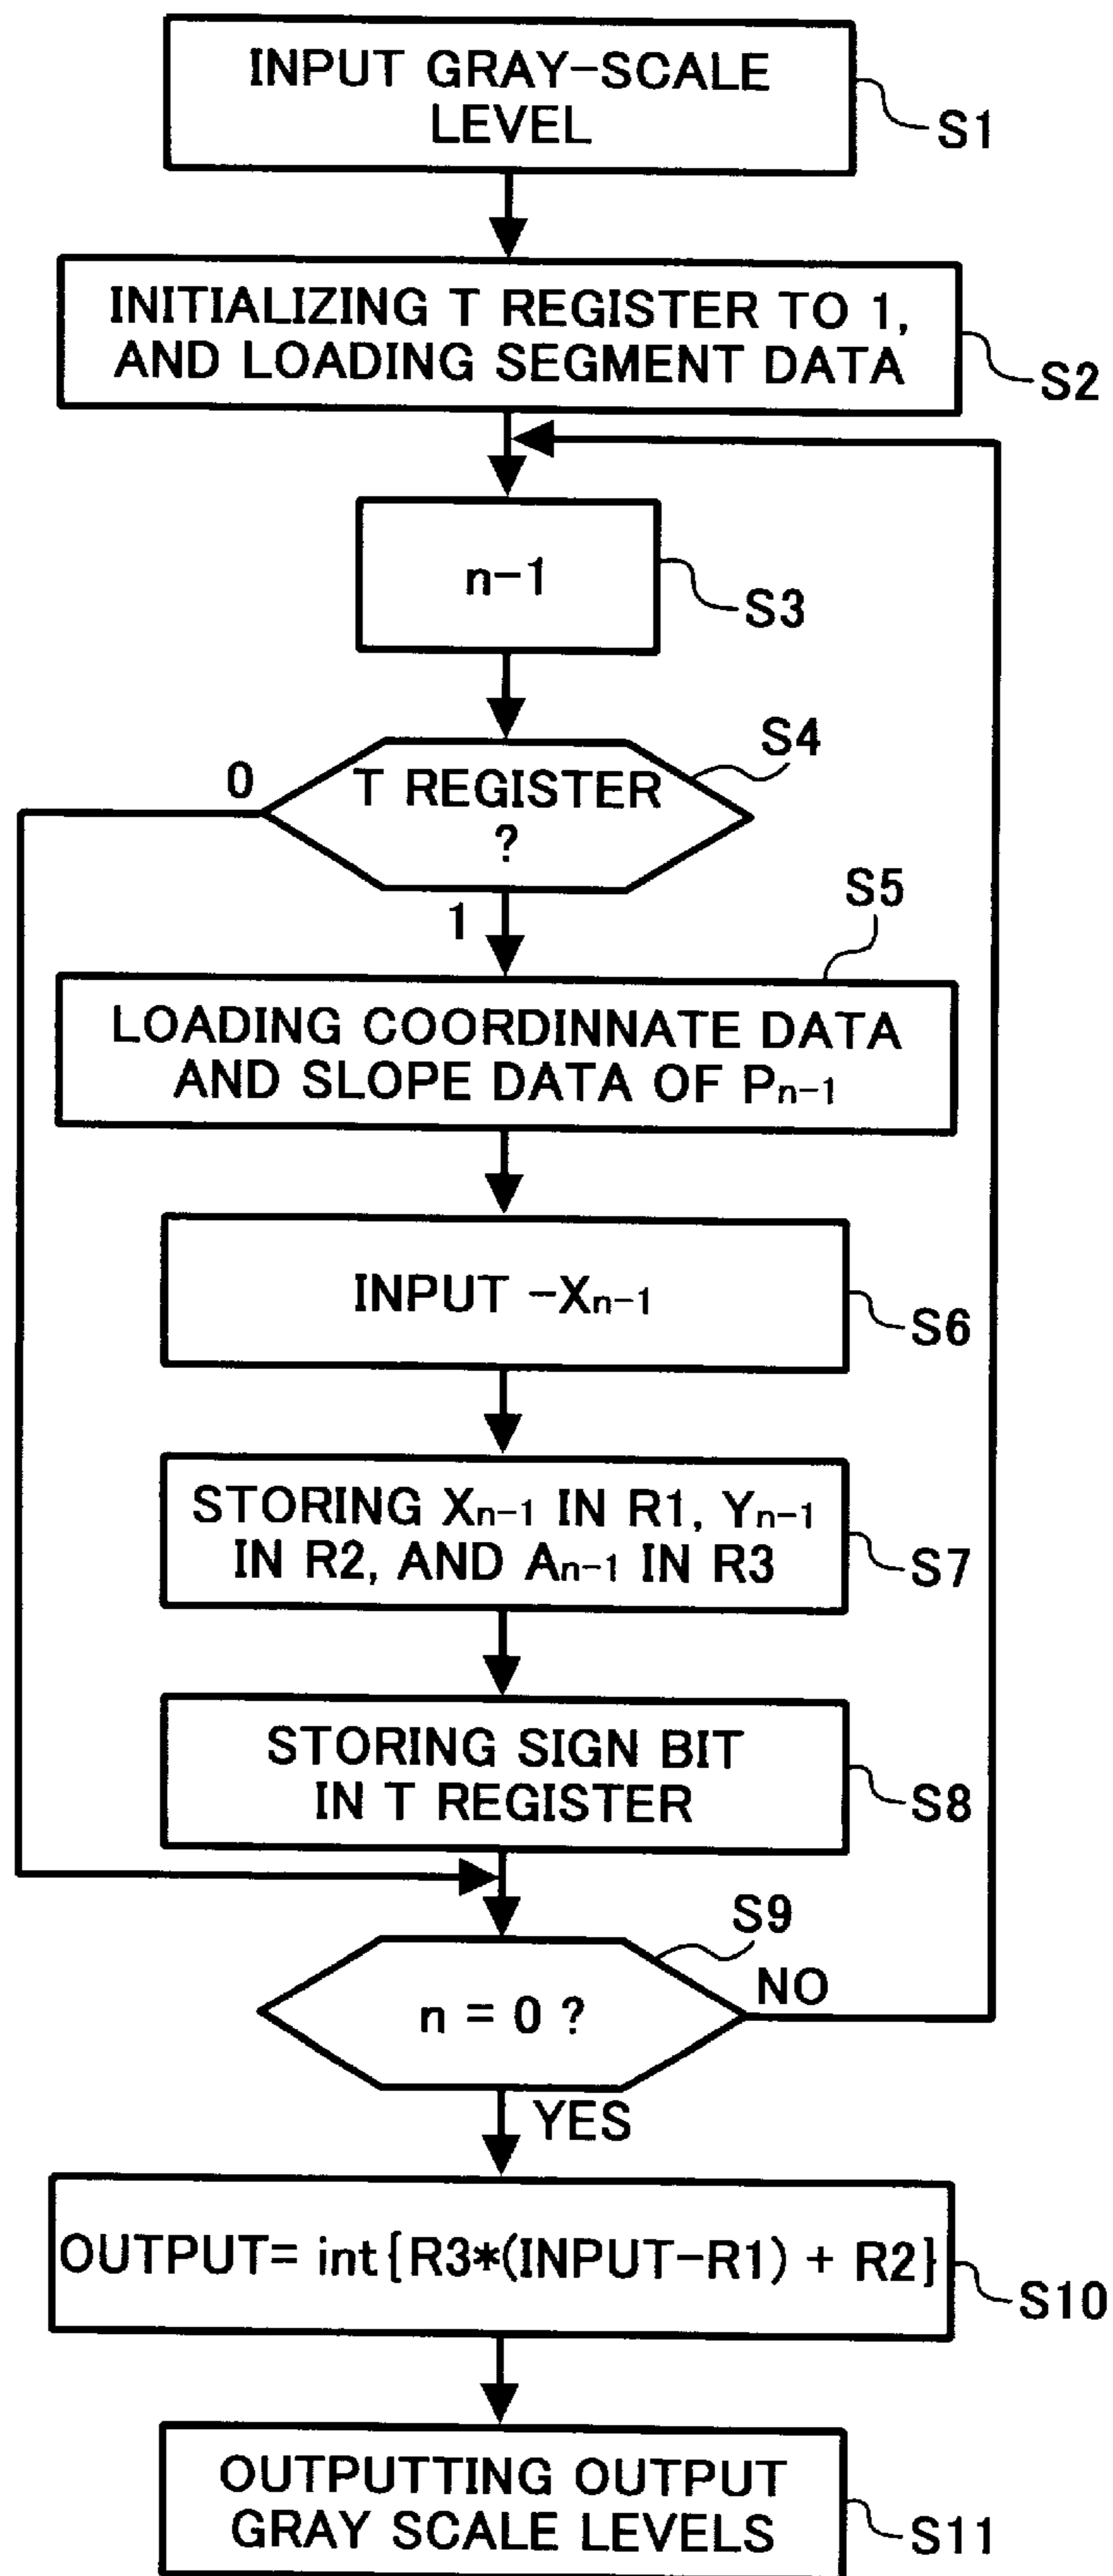 INPUT GRAY-SCALE
LEVEL
S1
INITIALIZING T REGISTER TO 1,
AND LOADING SEGMENT DATA
S2
n-1
S3
S4
0
T REGISTER
?
1
S5
LOADING COORDINNATE DATA
AND SLOPE DATA OF Pn-1
INPUT -Xn-1
S6
STORING Xn-1 IN R1, Yn-1
IN R2, AND An-1 IN R3
S7
STORING SIGN BIT
IN T REGISTER
S8
S9
n = 0 ?
NO
YES
OUTPUT= int{R3*(INPUT-R1) + R2}
S10
OUTPUTTING OUTPUT
GRAY SCALE LEVELS
S11